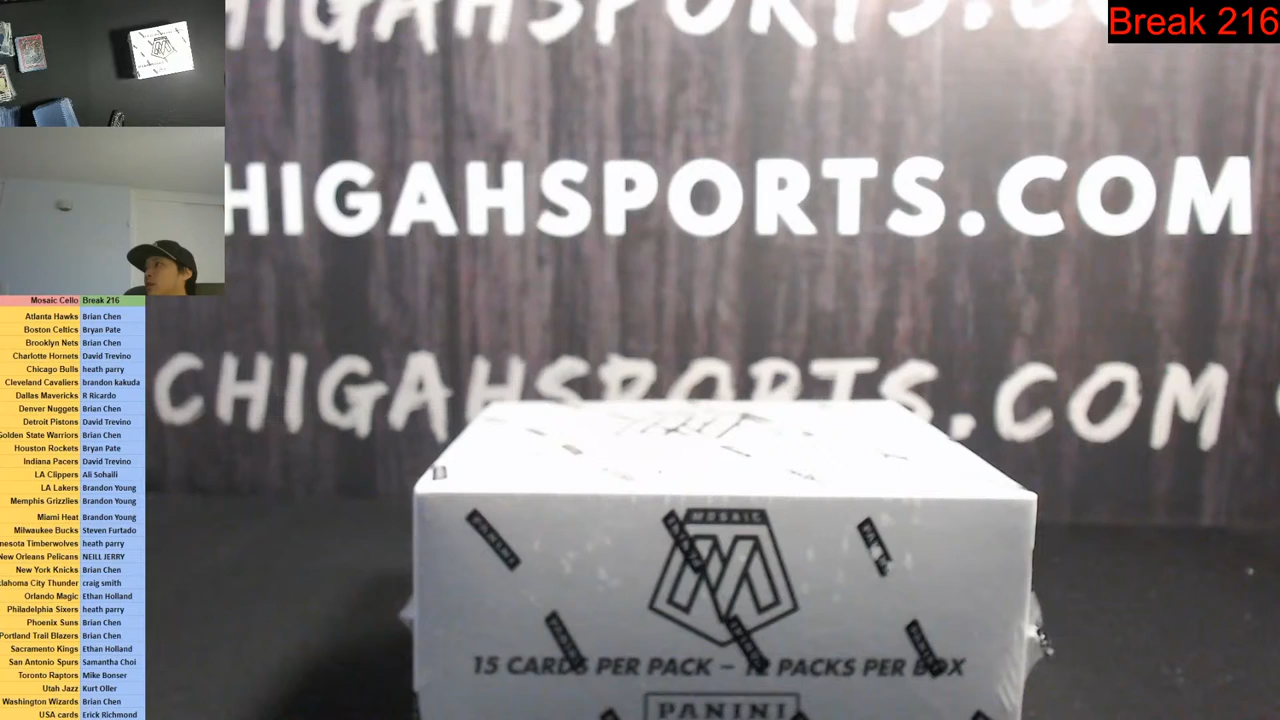 Break 216
CHIGAHSPORTS.CO
HIGAHSPORTS.COM
CHIGAHSPORTS.COM
Mosaic Cello Break 216
Atlanta Hawks Brian Chen
Boston Celtics Bryan Pate
Brooklyn Nets Brian Chen
Charlotte Hornets David Trevino
Chicago Bulls heath parry
Cleveland Cavaliers brandon kakuda
Dallas Mavericks R Ricardo
Denver Nuggets Brian Chen
Detroit Pistons David Trevino
Golden State Warriors Brian Chen
Houston Rockets Bryan Pate
Indiana Pacers David Trevino
LA Clippers Ali Sohaili
LA Lakers Brandon Young
Memphis Grizzlies Brandon Young
Miami Heat Brandon Young
Milwaukee Bucks Steven Furtado
nesota Timberwolves heath parry
New Orleans Pelicans NEILL JERRY
New York Knicks Brian Chen
klahoma City Thunder craig smith
Orlando Magic Ethan Holland
Philadelphia Sixers heath parry
Phoenix Suns Brian Chen
Portland Trail Blazers Brian Chen
Sacramento Kings Ethan Holland
San Antonio Spurs Samantha Choi
Toronto Raptors Mike Bonser
Utah Jazz Kurt Oller
Washington Wizards Brian Chen
USA cards Erick Richmond
MOSAIC
PANINI
15 CARDS PER PACK – 12 PACKS PER BOX
PANINI